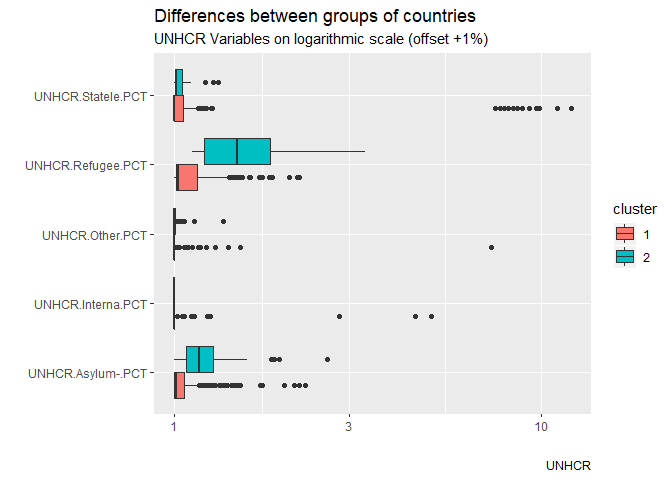 Differences between groups of countries
UNHCR Variables on logarithmic scale (offset +1%)
UNHCR.Statele.PCT
UNHCR.Refugee.PCT
UNHCR.Other.PCT
UNHCR.Interna.PCT
UNHCR.Asylum-.PCT
1
3
10
UNHCR
cluster
1
2